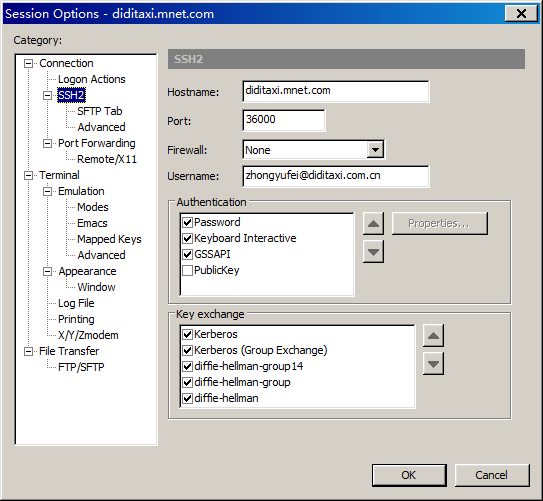 Session Options - diditaxi.mnet.com
Category:
Connection
Logon Actions
SSH2
SFTP Tab
Advanced
Port Forwarding
Remote/X11
Terminal
Emulation
Modes
Emacs
Mapped Keys
Advanced
Appearance
Window
Log File
Printing
X/Y/Zmodem
File Transfer
FTP/SFTP
SSH2
Hostname: diditaxi.mnet.com
Port: 36000
Firewall: None
Username: zhongyufei@diditaxi.com.cn
Authentication
Password
Keyboard Interactive
GSSAPI
PublicKey
Properties...
Key exchange
Kerberos
Kerberos (Group Exchange)
diffie-hellman-group14
diffie-hellman-group
diffie-hellman
OK Cancel